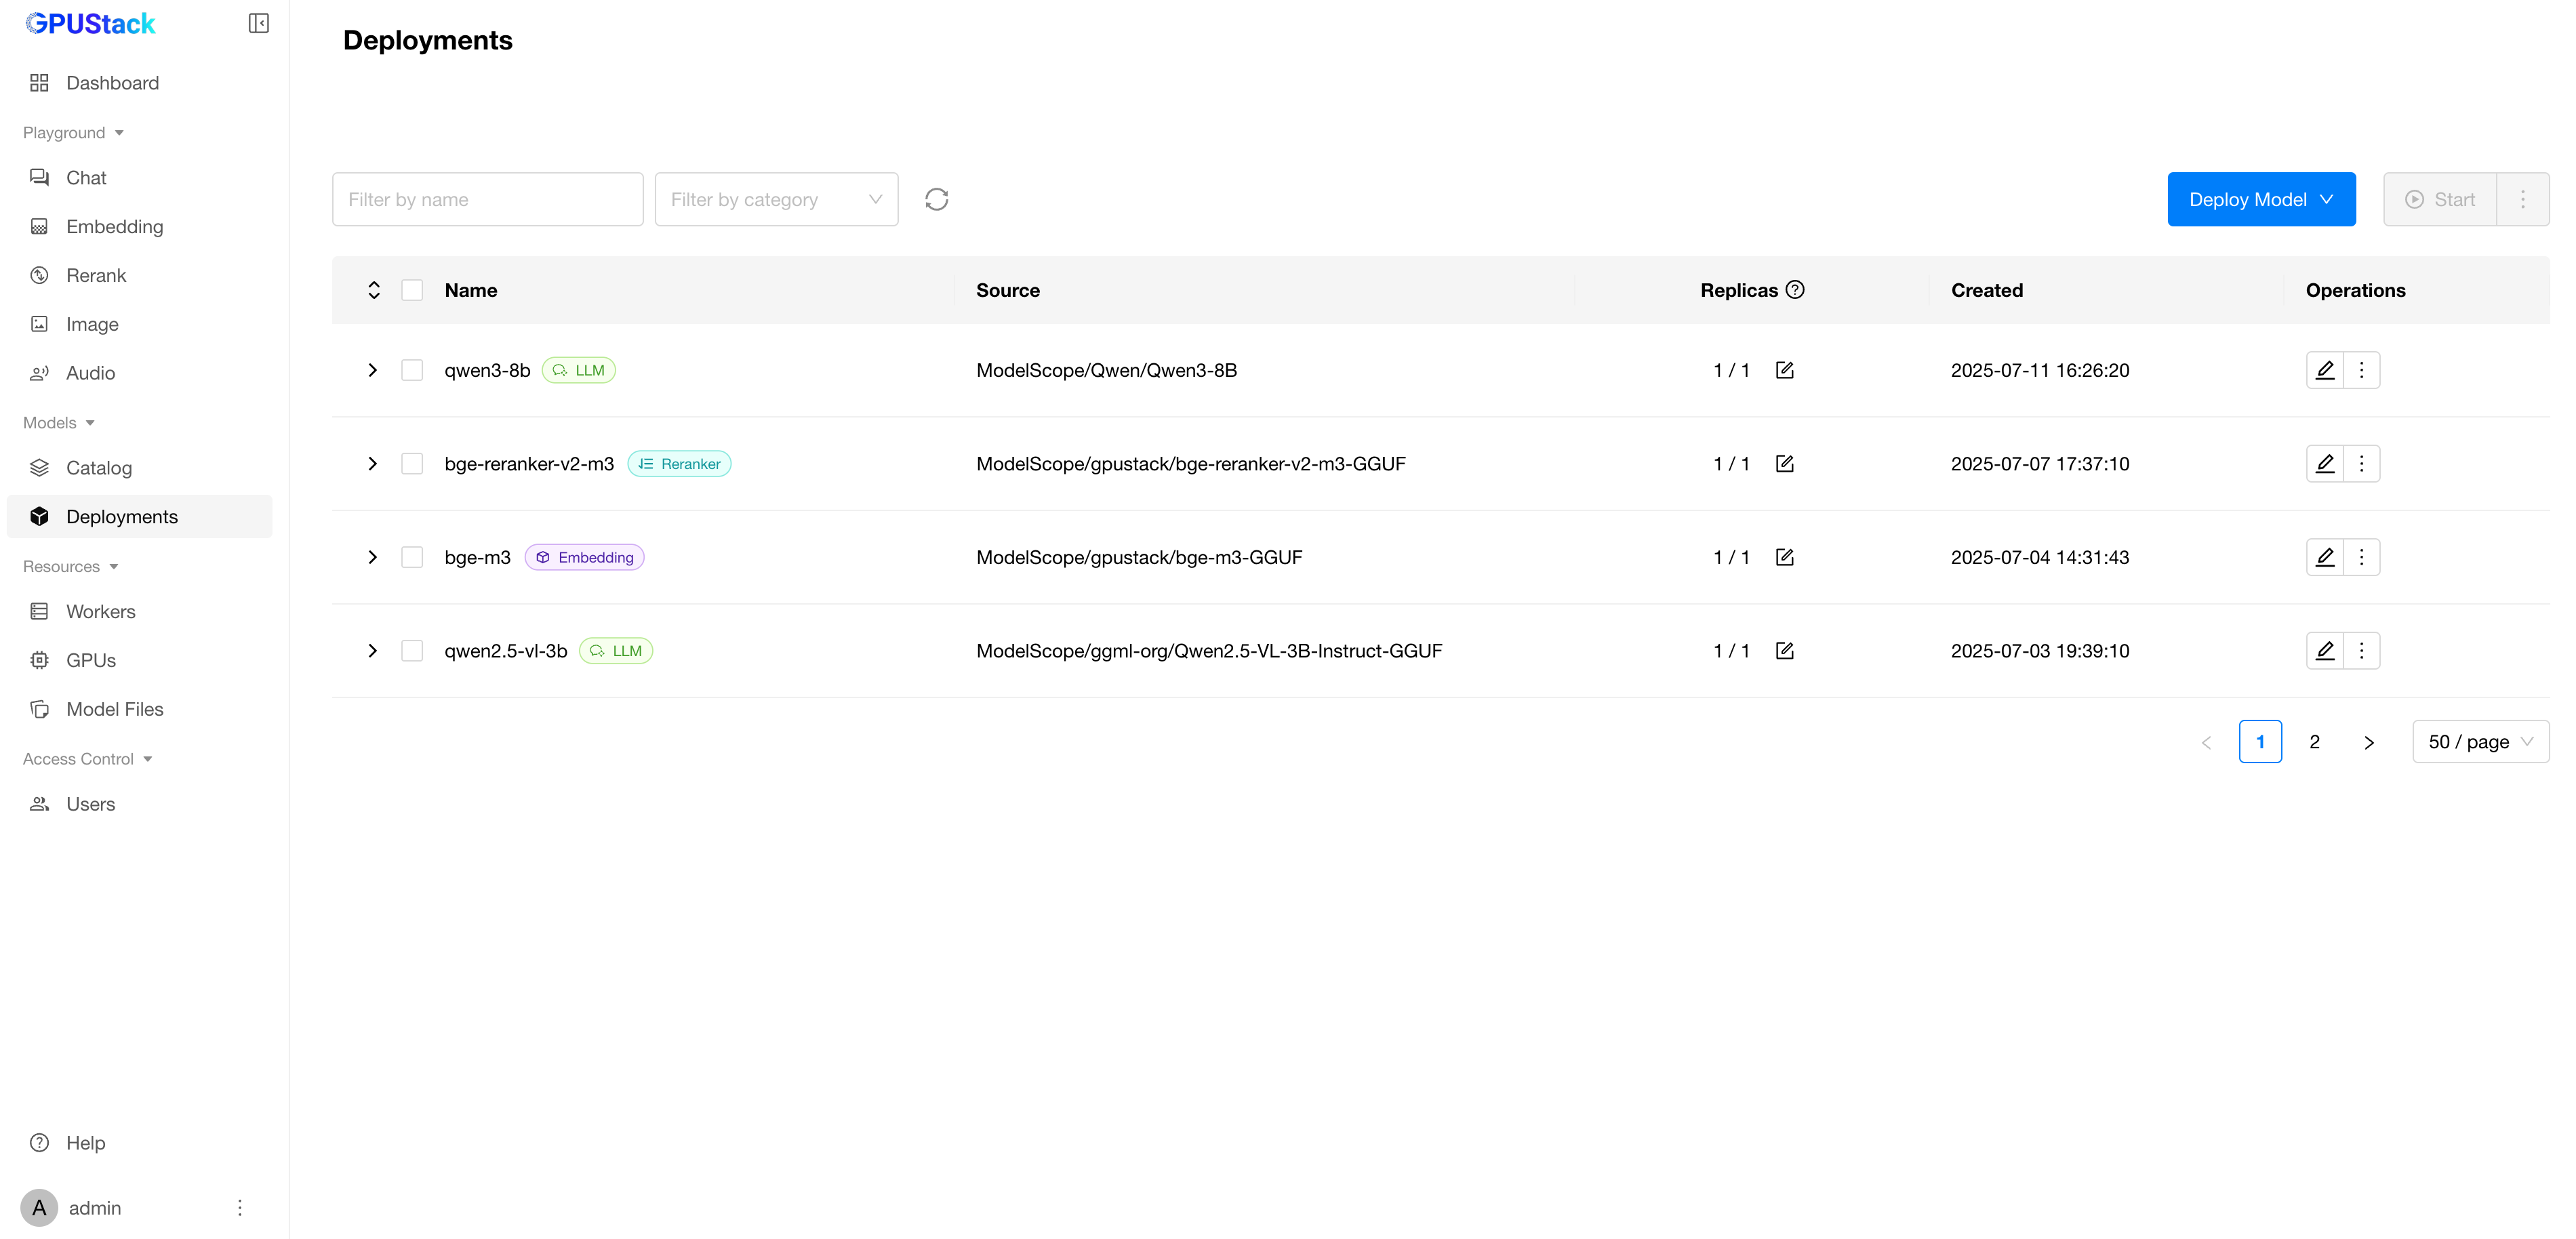 GPUStack
Dashboard
Playground
Chat
Embedding
Rerank
Image
Audio
Models
Catalog
Deployments
Resources
Workers
GPUs
Model Files
Access Control
Users
Help
A admin
Deployments
Filter by name Filter by category Deploy Model Start
Name Source Replicas Created Operations
qwen3-8b LLM ModelScope/Qwen/Qwen3-8B 1 / 1 2025-07-11 16:26:20
bge-reranker-v2-m3 Reranker ModelScope/gpustack/bge-reranker-v2-m3-GGUF 1 / 1 2025-07-07 17:37:10
bge-m3 Embedding ModelScope/gpustack/bge-m3-GGUF 1 / 1 2025-07-04 14:31:43
qwen2.5-vl-3b LLM ModelScope/ggml-org/Qwen2.5-VL-3B-Instruct-GGUF 1 / 1 2025-07-03 19:39:10
1 2 50 / page